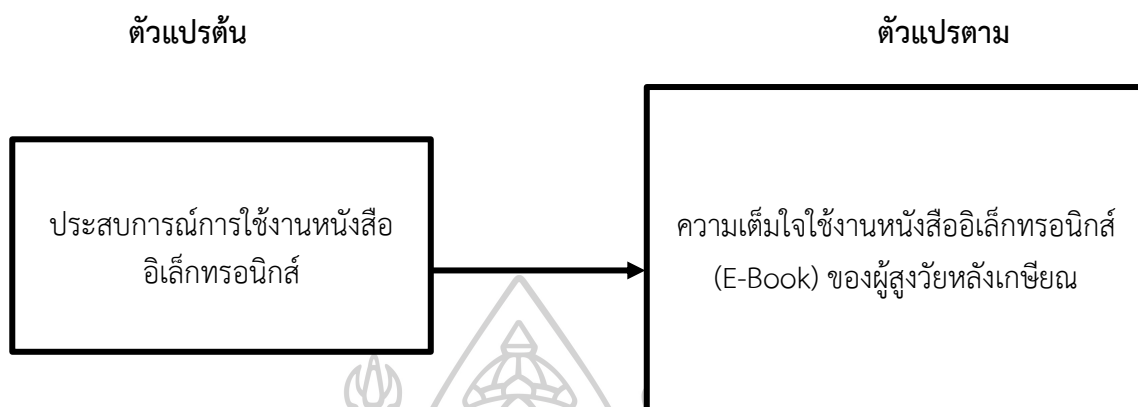 ตัวแปรต้น
ตัวแปรตาม
ประสบการณ์การใช้งานหนังสือ
อิเล็กทรอนิกส์
ความเต็มใจใช้งานหนังสืออิเล็กทรอนิกส์
(E-Book) ของผู้สูงวัยหลังเกษียณ